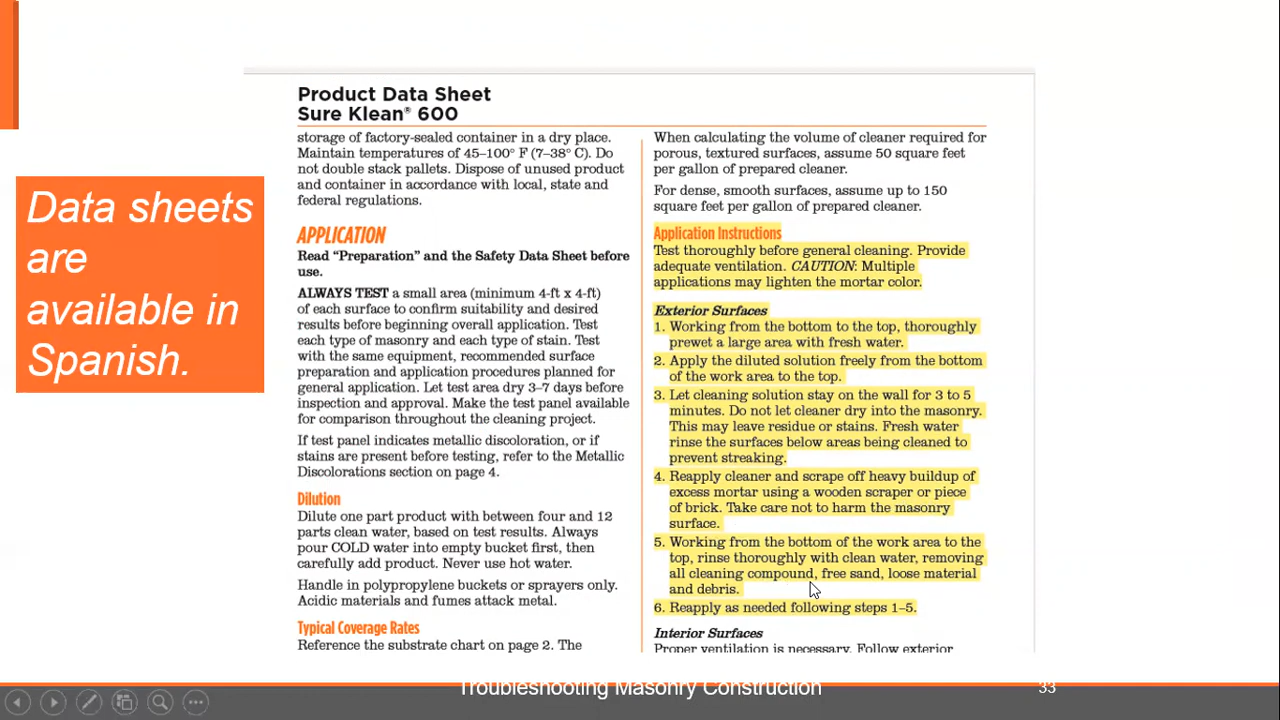 Data sheets
are
available in
Spanish.
Product Data Sheet
Sure Klean® 600
storage of factory-sealed container in a dry place.
Maintain temperatures of 45–100° F (7–38° C). Do
not double stack pallets. Dispose of unused product
and container in accordance with local, state and
federal regulations.
APPLICATION
Read “Preparation” and the Safety Data Sheet before
use.
ALWAYS TEST a small area (minimum 4-ft x 4-ft)
of each surface to confirm suitability and desired
results before beginning overall application. Test
each type of masonry and each type of stain. Test
with the same equipment, recommended surface
preparation and application procedures planned for
general application. Let test area dry 3–7 days before
inspection and approval. Make the test panel available
for comparison throughout the cleaning project.
If test panel indicates metallic discoloration, or if
stains are present before testing, refer to the Metallic
Discolorations section on page 4.
Dilution
Dilute one part product with between four and 12
parts clean water, based on test results. Always
pour COLD water into empty bucket first, then
carefully add product. Never use hot water.
Handle in polypropylene buckets or sprayers only.
Acidic materials and fumes attack metal.
Typical Coverage Rates
Reference the substrate chart on page 2. The
When calculating the volume of cleaner required for
porous, textured surfaces, assume 50 square feet
per gallon of prepared cleaner.
For dense, smooth surfaces, assume up to 150
square feet per gallon of prepared cleaner.
Application Instructions
Test thoroughly before general cleaning. Provide
adequate ventilation. CAUTION: Multiple
applications may lighten the mortar color.
Exterior Surfaces
1. Working from the bottom to the top, thoroughly
prewet a large area with fresh water.
2. Apply the diluted solution freely from the bottom
of the work area to the top.
3. Let cleaning solution stay on the wall for 3 to 5
minutes. Do not let cleaner dry into the masonry.
This may leave residue or stains. Fresh water
rinse the surfaces below areas being cleaned to
prevent streaking.
4. Reapply cleaner and scrape off heavy buildup of
excess mortar using a wooden scraper or piece
of brick. Take care not to harm the masonry
surface.
5. Working from the bottom of the work area to the
top, rinse thoroughly with clean water, removing
all cleaning compound, free sand, loose material
and debris.
6. Reapply as needed following steps 1–5.
Interior Surfaces
Proper ventilation is necessary. Follow exterior
Troubleshooting Masonry Construction
33